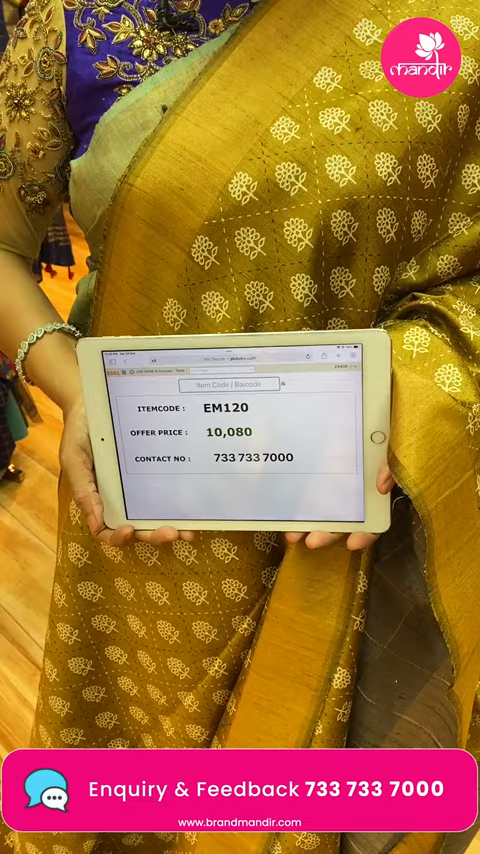 mandir
Item Code / Barcode
ITEMCODE : EM120
OFFER PRICE : 10,080
CONTACT NO : 733 733 7000
Enquiry & Feedback 733 733 7000
www.brandmandir.com